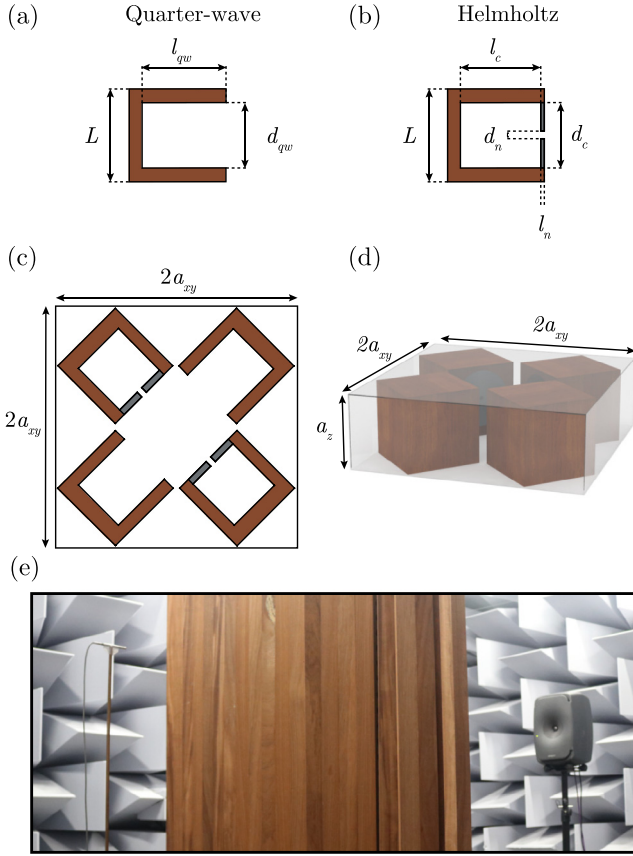 (a) Quarter-wave
(b) Helmholtz
l_qw
l_c
L
d_qw
L
d_n
d_c
l_n
(c)
(d)
2a_xy
2a_xy
2a_xy
2a_xy
a_z
(e)